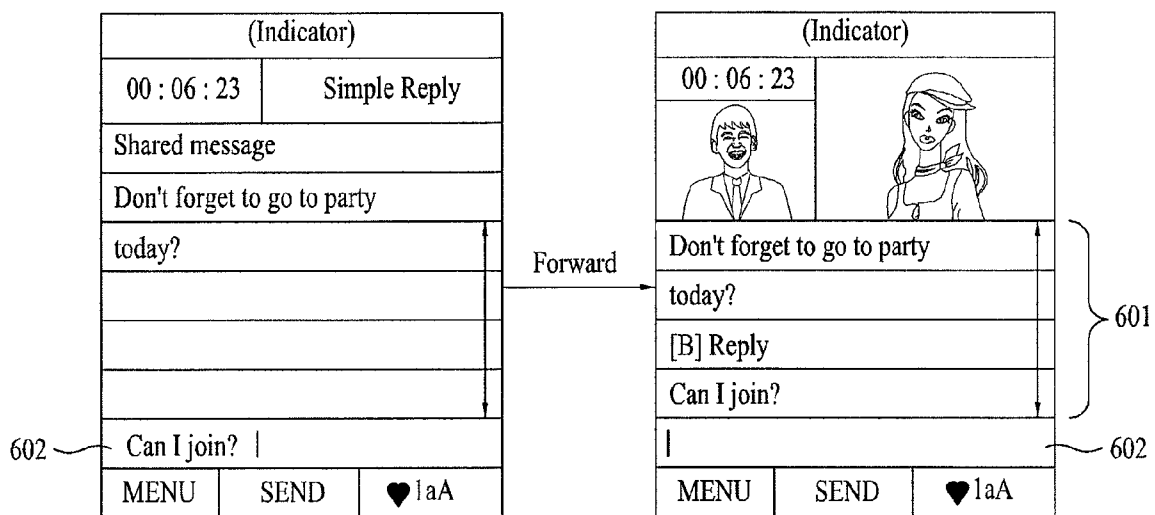 (Indicator)
00 : 06 : 23
Simple Reply
Shared message
Don't forget to go to party
today?
602
Can I join?
MENU
SEND
♥1aA
Forward
(Indicator)
00 : 06 : 23
Don't forget to go to party
today?
[B] Reply
Can I join?
601
602
MENU
SEND
♥1aA